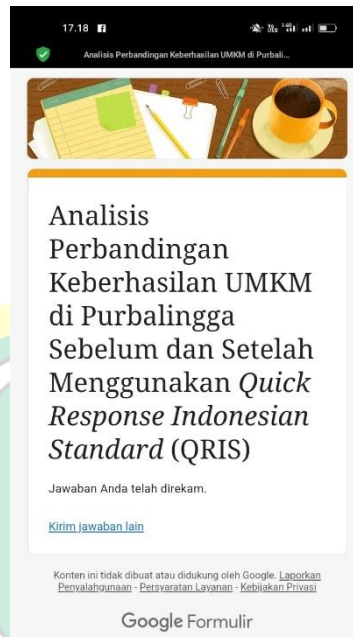 17.18
Analisis Perbandingan Keberhasilan UMKM di Purbali...
Analisis
Perbandingan
Keberhasilan UMKM
di Purbalingga
Sebelum dan Setelah
Menggunakan Quick
Response Indonesian
Standard (QRIS)
Jawaban Anda telah direkam.
Kirim jawaban lain
Konten ini tidak dibuat atau didukung oleh Google. Laporkan
Penyalahgunaan - Persyaratan Layanan - Kebijakan Privasi
Google Formulir